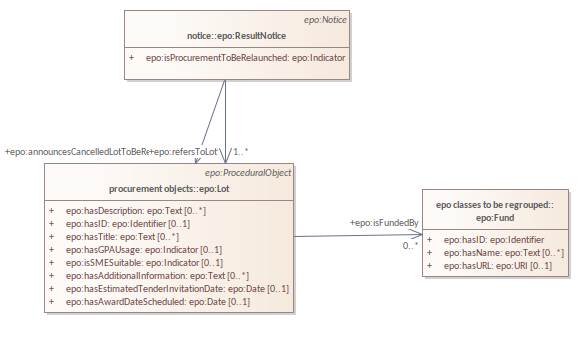 epo:Notice
notice::epo:ResultNotice
+ epo:isProcurementToBeRelaunched: epo:Indicator
+epo:announcesCancelledLotToBeRe
+epo:refersToLot
1..*
epo:ProceduralObject
procurement objects::epo:Lot
+ epo:hasDescription: epo:Text [0..*]
+ epo:hasID: epo:Identifier [0..1]
+ epo:hasTitle: epo:Text [0..*]
+ epo:hasGPAUsage: epo:Indicator [0..1]
+ epo:isSMESuitable: epo:Indicator [0..1]
+ epo:hasAdditionalInformation: epo:Text [0..*]
+ epo:hasEstimatedTenderInvitationDate: epo:Date [0..1]
+ epo:hasAwardDateScheduled: epo:Date [0..1]
+epo:isFundedBy
0..*
epo classes to be regrouped::
epo:Fund
+ epo:hasID: epo:Identifier
+ epo:hasName: epo:Text [0..*]
+ epo:hasURL: epo:URI [0..1]